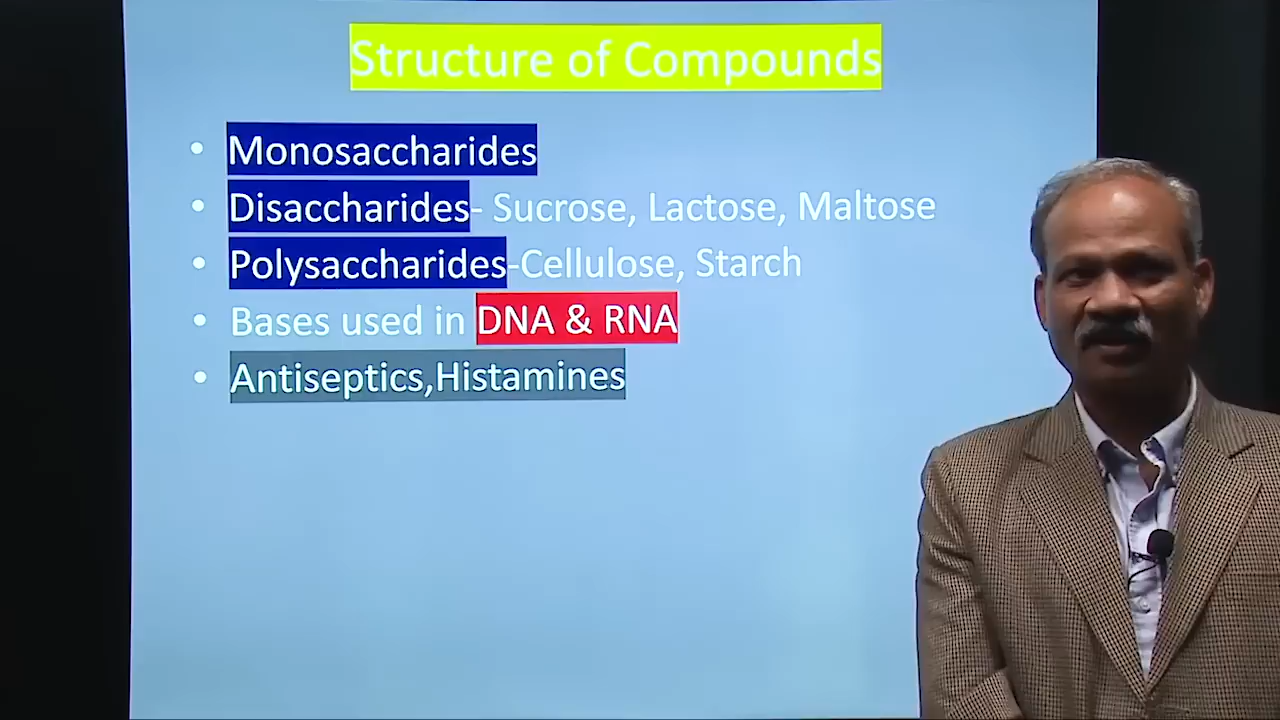 Structure of Compounds
• Monosaccharides
• Disaccharides- Sucrose, Lactose, Maltose
• Polysaccharides-Cellulose, Starch
• Bases used in DNA & RNA
• Antiseptics,Histamines